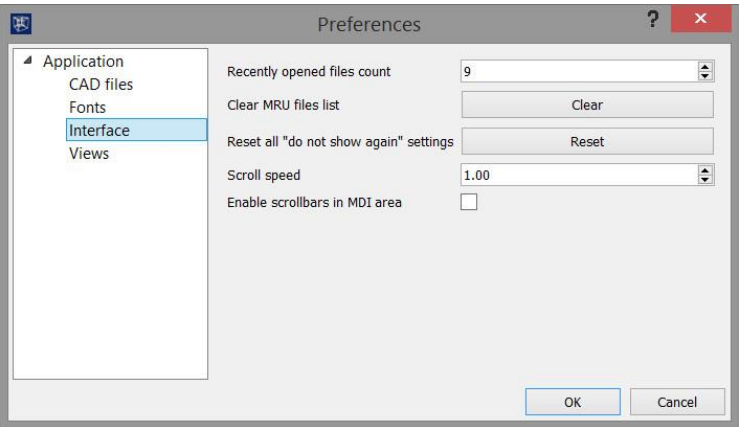 Preferences
?
Application
CAD files
Fonts
Interface
Views
Recently opened files count 9
Clear MRU files list Clear
Reset all "do not show again" settings Reset
Scroll speed 1.00
Enable scrollbars in MDI area
OK Cancel